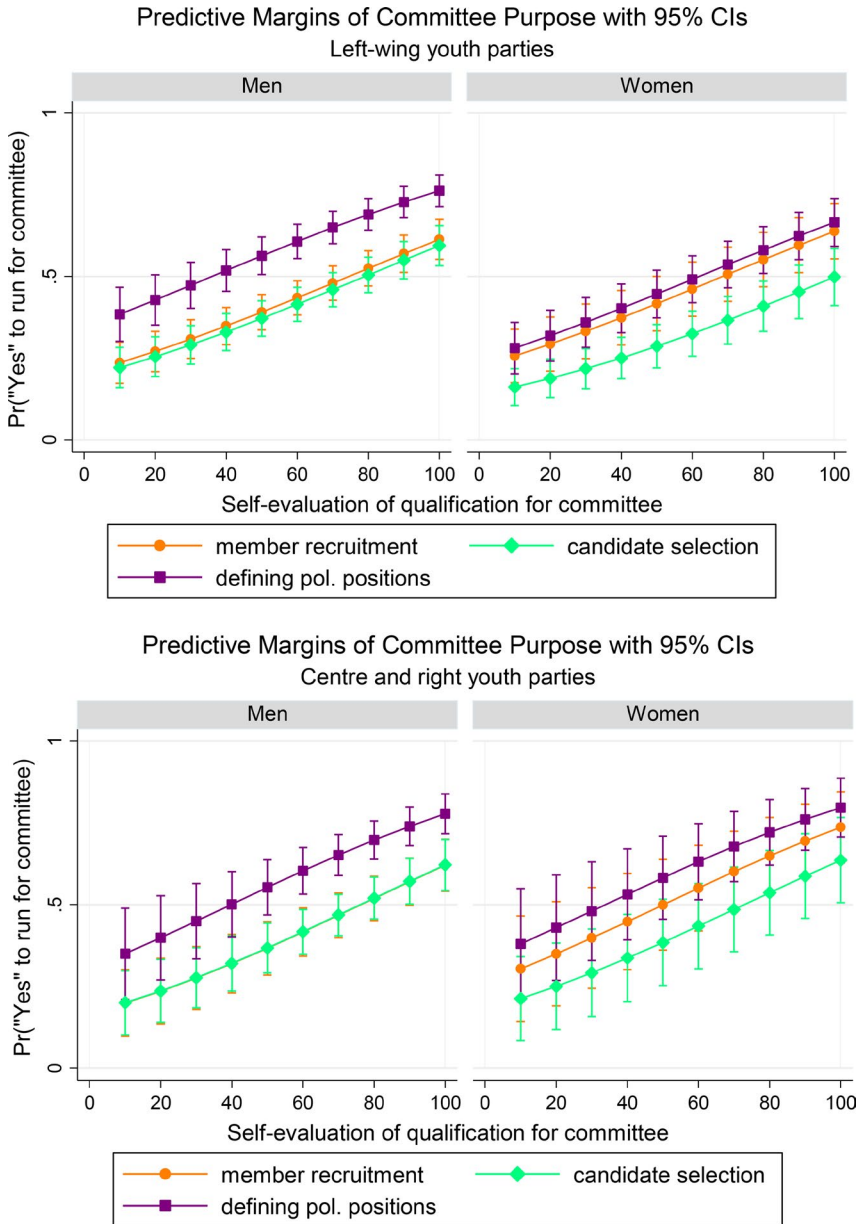 Predictive Margins of Committee Purpose with 95% CIs
Left-wing youth parties
Men Women
Pr("Yes" to run for committee)
1
.5
0
0 20 40 60 80 100 0 20 40 60 80 100
Self-evaluation of qualification for committee
member recruitment candidate selection
defining pol. positions
Predictive Margins of Committee Purpose with 95% CIs
Centre and right youth parties
Men Women
Pr("Yes" to run for committee)
1
.5
0
0 20 40 60 80 100 0 20 40 60 80 100
Self-evaluation of qualification for committee
member recruitment candidate selection
defining pol. positions